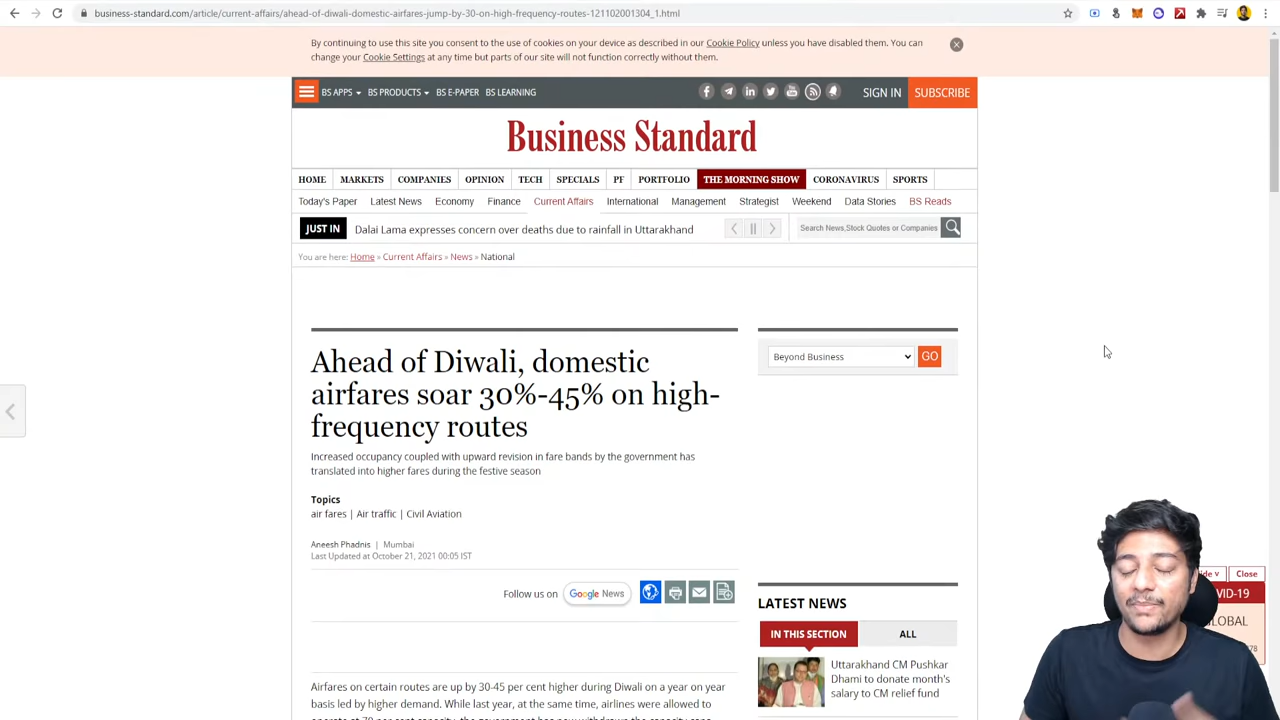 business-standard.com/article/current-affairs/ahead-of-diwali-domestic-airfares-jump-by-30-on-high-frequency-routes-121102001304_1.html
By continuing to use this site you consent to the use of cookies on your device as described in our Cookie Policy unless you have disabled them. You can
change your Cookie Settings at any time but parts of our site will not function correctly without them.
BS APPS BS PRODUCTS BS E-PAPER BS LEARNING SIGN IN SUBSCRIBE
Business Standard
HOME MARKETS COMPANIES OPINION TECH SPECIALS PF PORTFOLIO THE MORNING SHOW CORONAVIRUS SPORTS
Today's Paper Latest News Economy Finance Current Affairs International Management Strategist Weekend Data Stories BS Reads
JUST IN Dalai Lama expresses concern over deaths due to rainfall in Uttarakhand Search News,Stock Quotes or Companies
You are here: Home » Current Affairs » News » National
Ahead of Diwali, domestic
airfares soar 30%-45% on high-
frequency routes
Increased occupancy coupled with upward revision in fare bands by the government has
translated into higher fares during the festive season
Topics
air fares | Air traffic | Civil Aviation
Aneesh Phadnis | Mumbai
Last Updated at October 21, 2021 00:05 IST
Follow us on Google News
Airfares on certain routes are up by 30-45 per cent higher during Diwali on a year on year
basis led by higher demand. While last year, at the same time, airlines were allowed to
Beyond Business GO
LATEST NEWS
IN THIS SECTION ALL
Uttarakhand CM Pushkar
Dhami to donate month's
salary to CM relief fund
Close
VID-19
GLOBAL